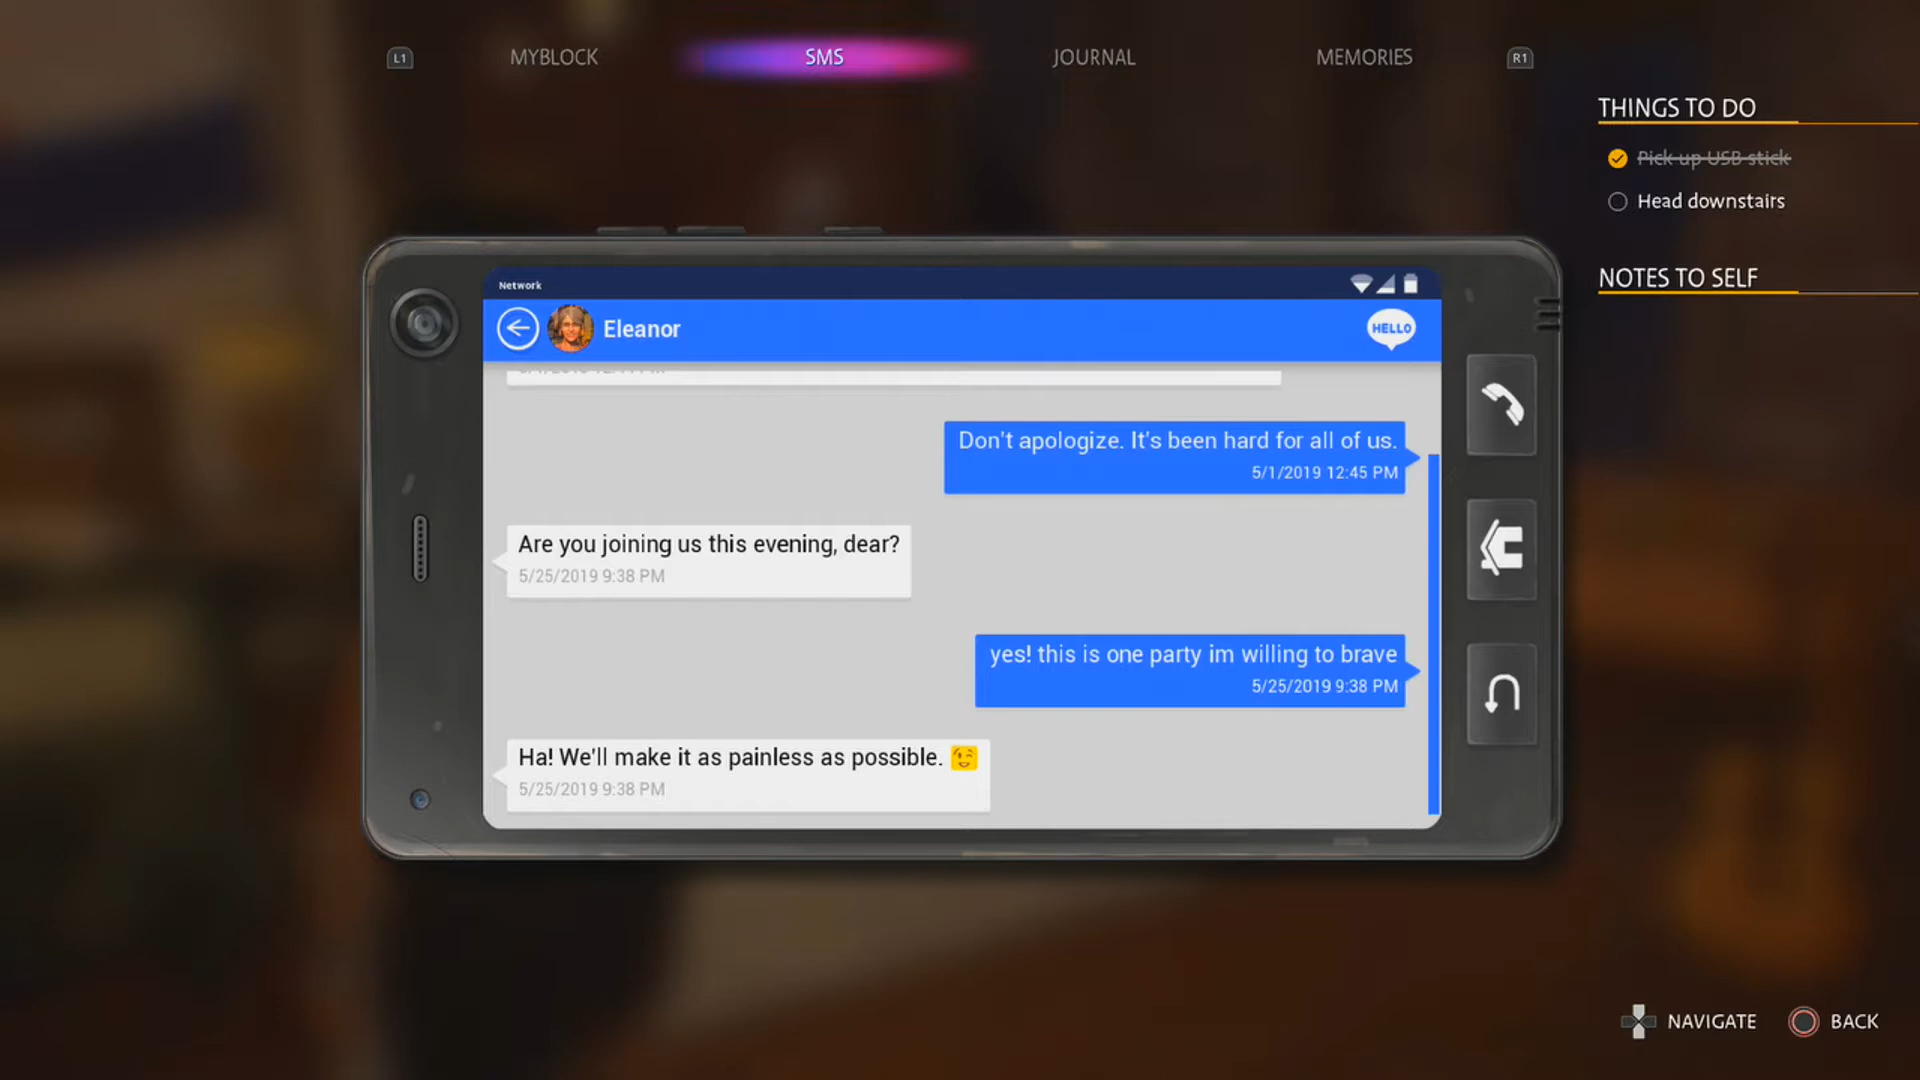 L1
MYBLOCK
SMS
JOURNAL
MEMORIES
R1
THINGS TO DO
Pick up USB stick
Head downstairs
NOTES TO SELF
Network
Eleanor
HELLO
Don't apologize. It's been hard for all of us.
5/1/2019 12:45 PM
Are you joining us this evening, dear?
5/25/2019 9:38 PM
yes! this is one party im willing to brave
5/25/2019 9:38 PM
Ha! We'll make it as painless as possible.
5/25/2019 9:38 PM
NAVIGATE
BACK